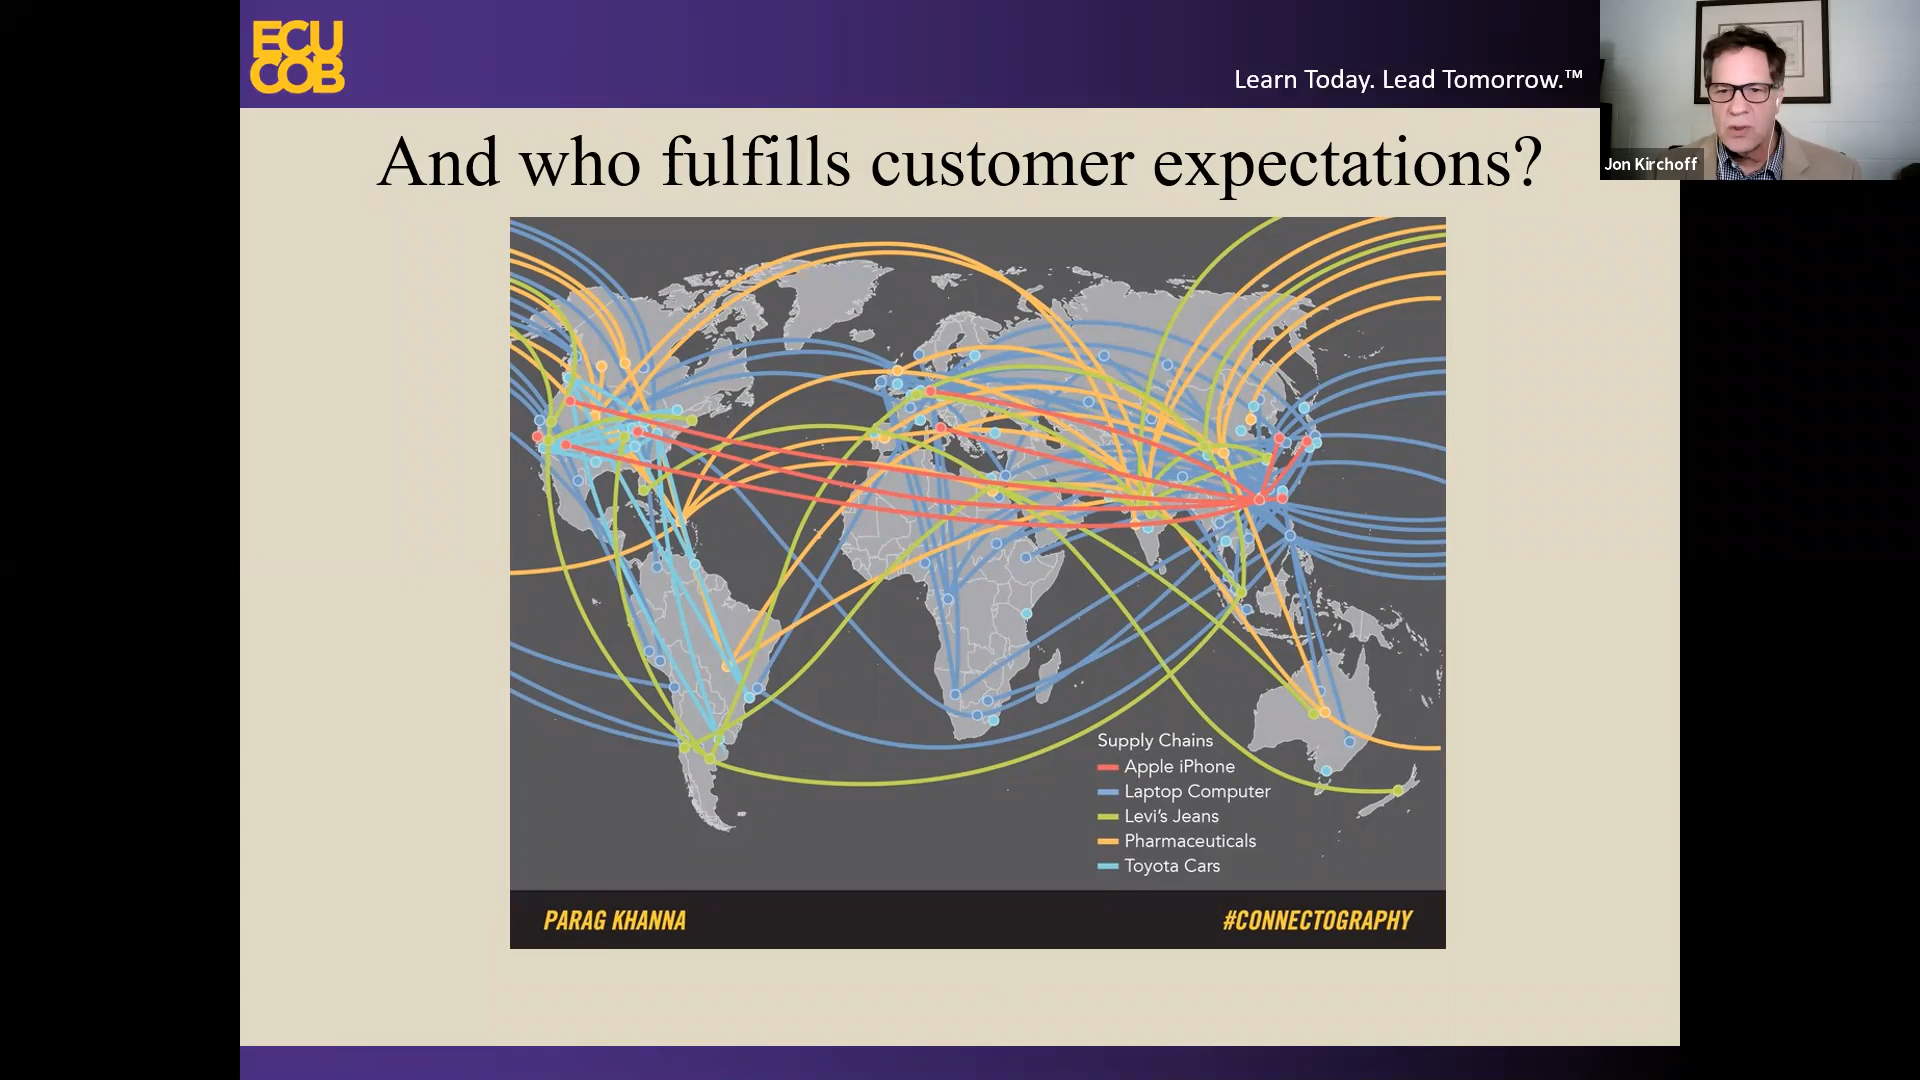 ECU
COB
Learn Today. Lead Tomorrow.™
Jon Kirchoff
And who fulfills customer expectations?
Supply Chains
Apple iPhone
Laptop Computer
Levi's Jeans
Pharmaceuticals
Toyota Cars
PARAG KHANNA
#CONNECTOGRAPHY